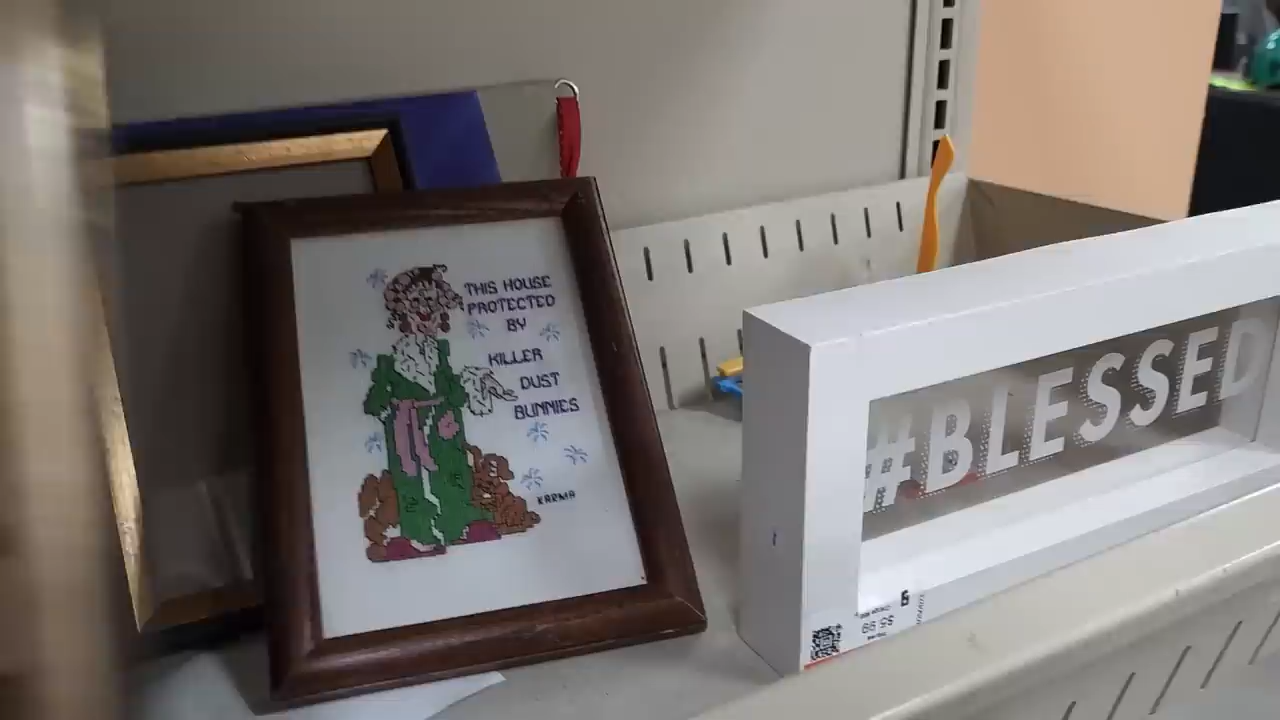 THIS HOUSE
PROTECTED
BY
KILLER
DUST
BUNNIES
KARMA
#BLESSED
$5.99